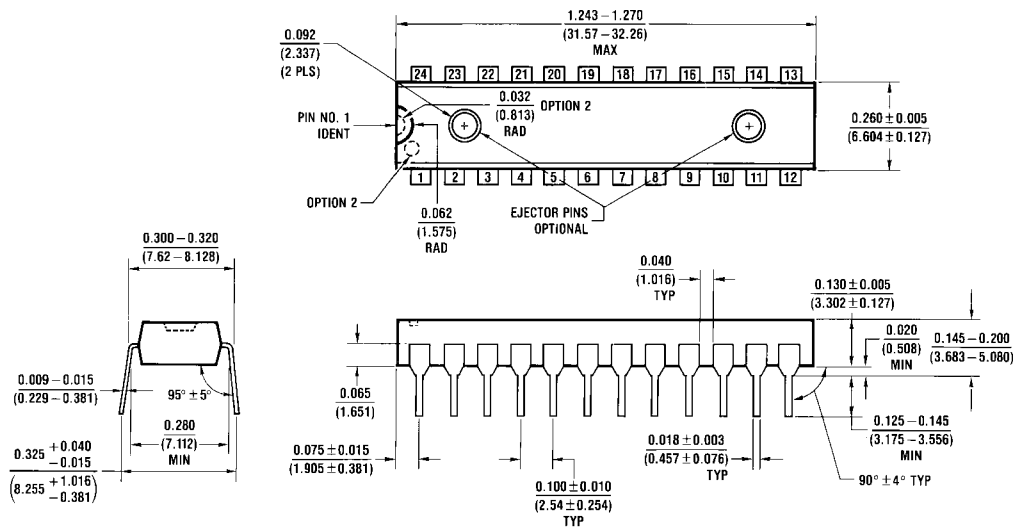 1.243 – 1.270
(31.57 – 32.26)
MAX
0.092
(2.337)
(2 PLS)
24 23 22 21 20 19 18 17 16 15 14 13
0.032
(0.813)
RAD
OPTION 2
PIN NO. 1
IDENT
0.260 ± 0.005
(6.604 ± 0.127)
1 2 3 4 5 6 7 8 9 10 11 12
OPTION 2
0.062
(1.575)
RAD
EJECTOR PINS
OPTIONAL
0.300 – 0.320
(7.62 – 8.128)
0.040
(1.016)
TYP
0.130 ± 0.005
(3.302 ± 0.127)
0.020
(0.508)
MIN
0.145 – 0.200
(3.683 – 5.080)
0.009 – 0.015
(0.229 – 0.381)
95° ± 5°
0.065
(1.651)
0.280
(7.112)
MIN
0.125 – 0.145
(3.175 – 3.556)
MIN
0.325 +0.040
–0.015
(8.255 +1.016
–0.381)
0.075 ± 0.015
(1.905 ± 0.381)
0.018 ± 0.003
(0.457 ± 0.076)
TYP
90° ± 4° TYP
0.100 ± 0.010
(2.54 ± 0.254)
TYP